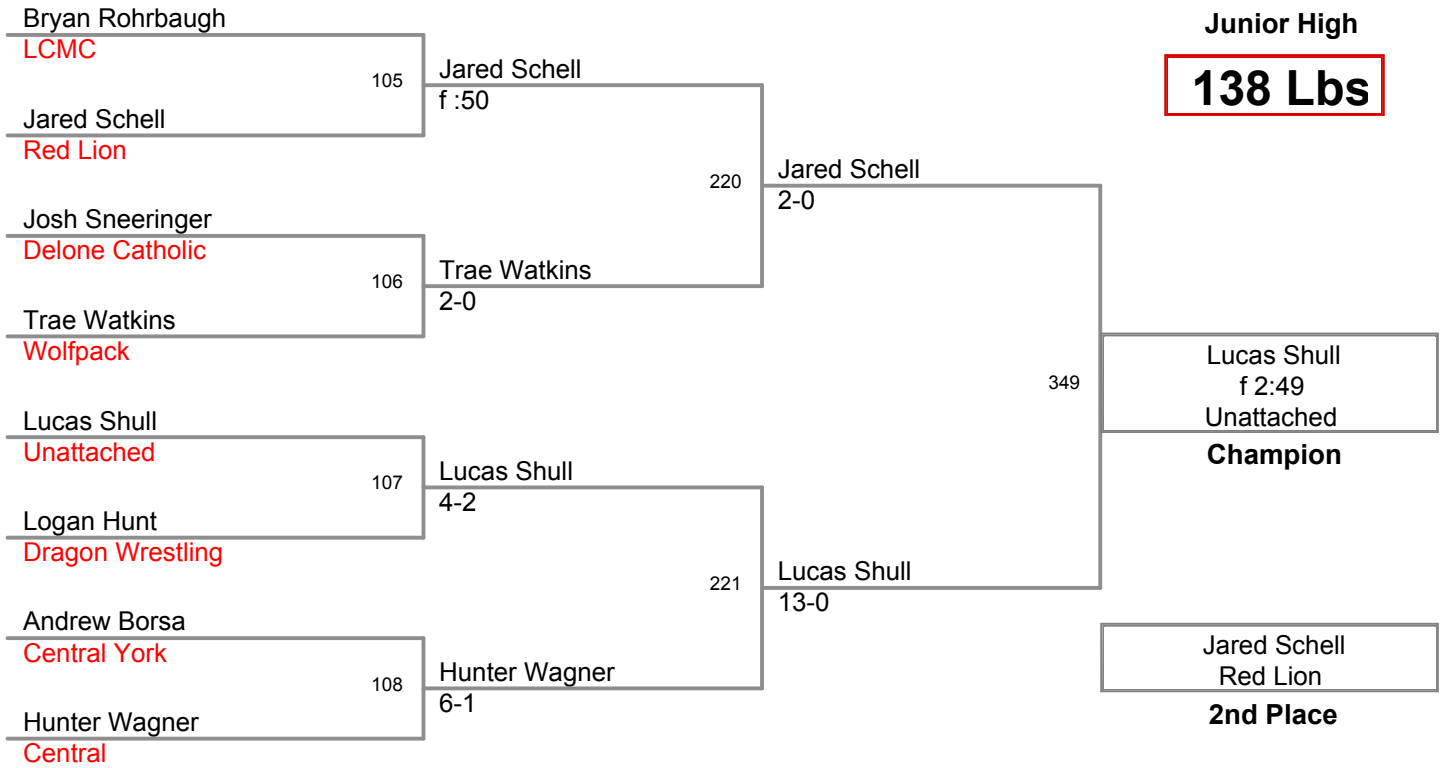 Bryan Rohrbaugh
LCMC
105
Jared Schell
f :50
Jared Schell
Red Lion
220
Jared Schell
2-0
Josh Sneeringer
Delone Catholic
106
Trae Watkins
2-0
Trae Watkins
Wolfpack
349
Lucas Shull
Unattached
107
Lucas Shull
4-2
Logan Hunt
Dragon Wrestling
221
Lucas Shull
13-0
Andrew Borsa
Central York
108
Hunter Wagner
6-1
Hunter Wagner
Central
Junior High
138 Lbs
Lucas Shull
f 2:49
Unattached
Champion
Jared Schell
Red Lion
2nd Place